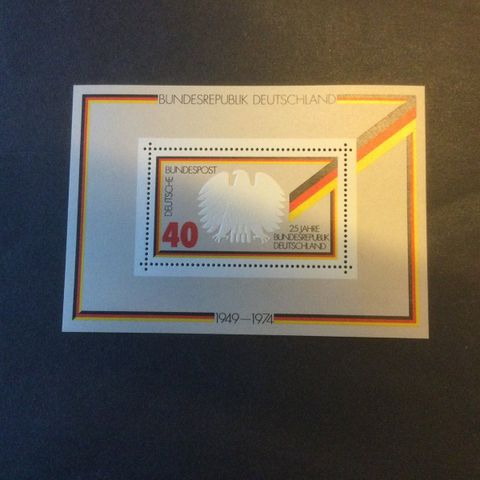 BUNDESREPUBLIK DEUTSCHLAND
DEUTSCHE
BUNDESPOST
40
25 JAHRE
BUNDESREPUBLIK
DEUTSCHLAND
1949–1974